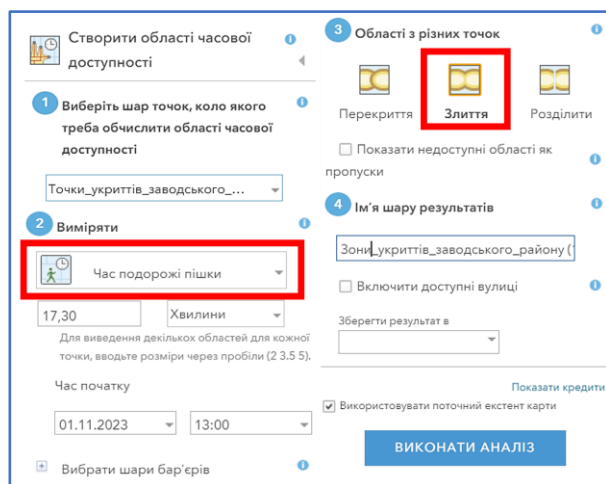 Створити області часової
доступності
1 Виберіть шар точок, коло якого
треба обчислити області часової
доступності
Точки_укриттів_заводського_...
2 Виміряти
Час подорожі пішки
17,30 Хвилини
Для виведення декількох областей для кожної
точки, вводьте розміри через пробіли (2 3.5 5).
Час початку
01.11.2023 13:00
Вибрати шари бар'єрів
3 Області з різних точок
Перекриття Злиття Розділити
Показати недоступні області як
пропуски
4 Ім'я шару результатів
Зони_укриттів_заводського_району (
Включити доступні вулиці
Зберегти результат в
Показати кредити
Використовувати поточний екстент карти
ВИКОНАТИ АНАЛІЗ